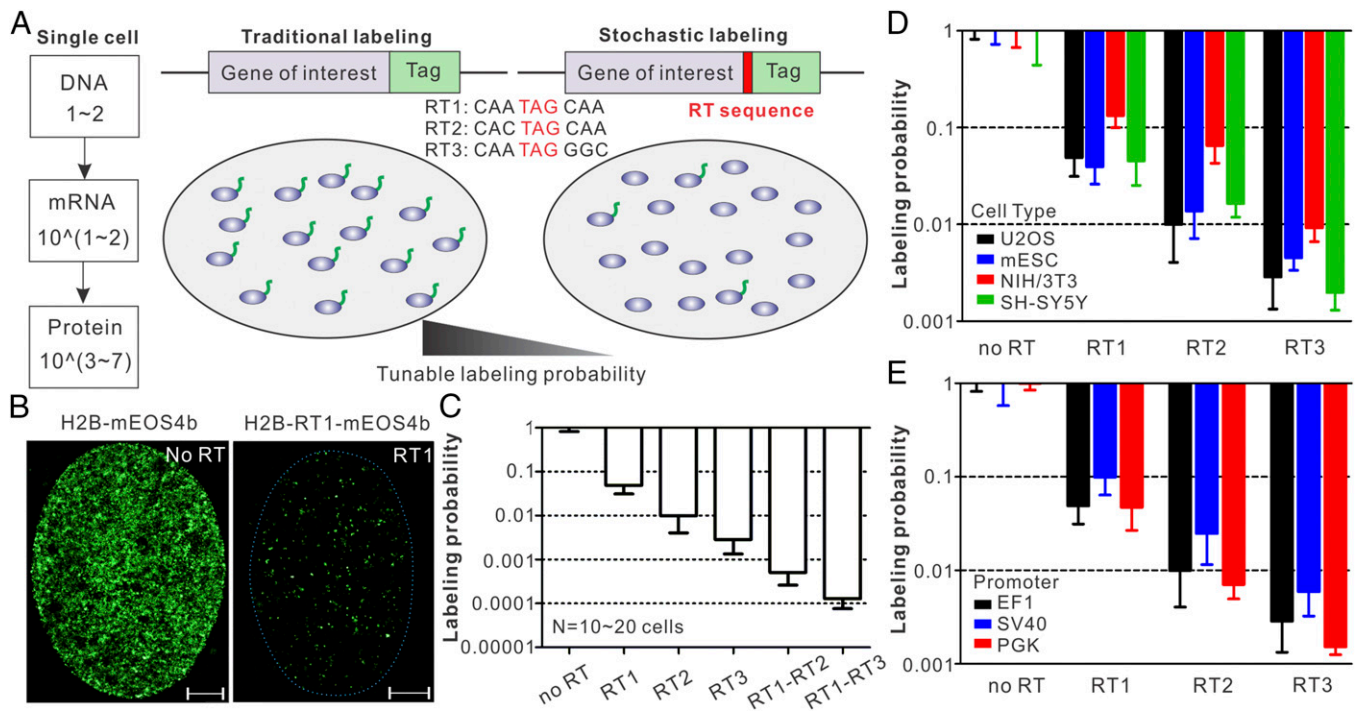 A
Single cell
DNA
1~2
mRNA
10^(1~2)
Protein
10^(3~7)
Traditional labeling
Gene of interest
Tag
Stochastic labeling
Gene of interest
Tag
RT sequence
RT1: CAA TAG CAA
RT2: CAC TAG CAA
RT3: CAA TAG GGC
Tunable labeling probability
B
H2B-mEOS4b
No RT
H2B-RT1-mEOS4b
RT1
C
Labeling probability
1
0.1
0.01
0.001
0.0001
0.00001
N=10~20 cells
no RT
RT1
RT2
RT3
RT1-RT2
RT1-RT3
D
Labeling probability
1
0.1
0.01
0.001
Cell Type
U2OS
mESC
NIH/3T3
SH-SY5Y
no RT
RT1
RT2
RT3
E
Labeling probability
1
0.1
0.01
0.001
Promoter
EF1
SV40
PGK
no RT
RT1
RT2
RT3